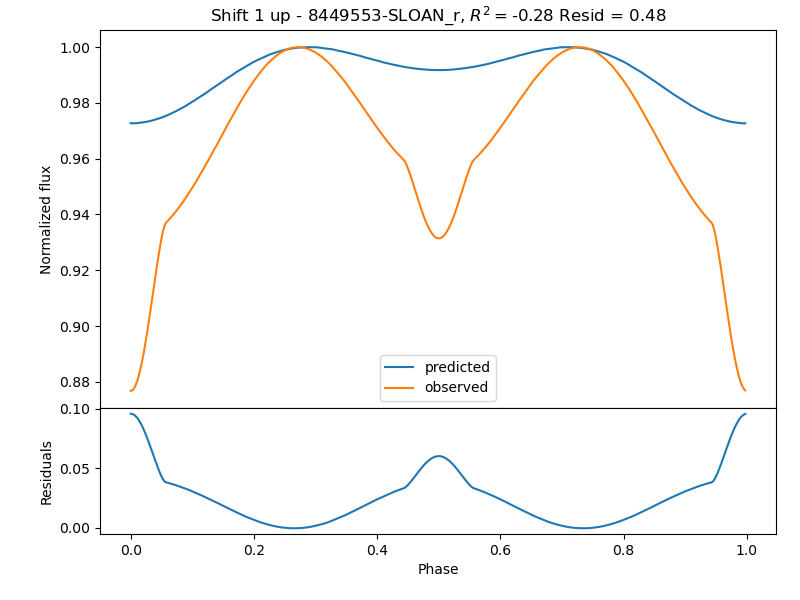 Shift 1 up - 8449553-SLOAN_r, R² = -0.28 Resid = 0.48
1.00
0.98
0.96
0.94
0.92
0.90
0.88
Normalized flux
predicted
observed
0.10
0.05
0.00
Residuals
0.0 0.2 0.4 0.6 0.8 1.0
Phase